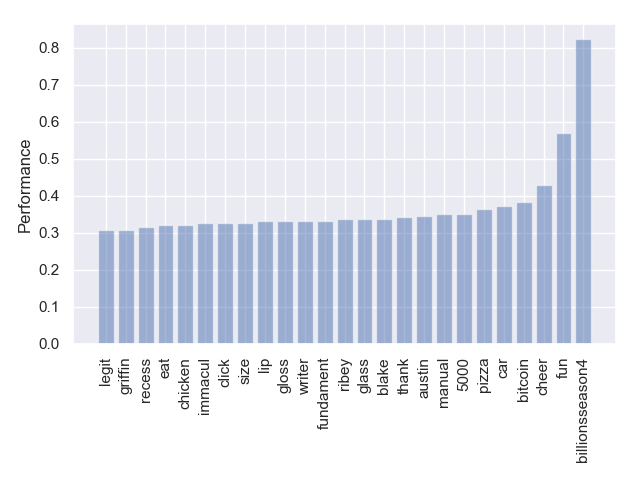 0.8
0.7
0.6
0.5
0.4
0.3
0.2
0.1
0.0
Performance
legit
griffin
recess
eat
chicken
immacul
click
size
lip
gloss
writer
fundament
ribey
glass
blake
thank
austin
manual
5000
pizza
car
bitcoin
cheer
fun
billionsseason4